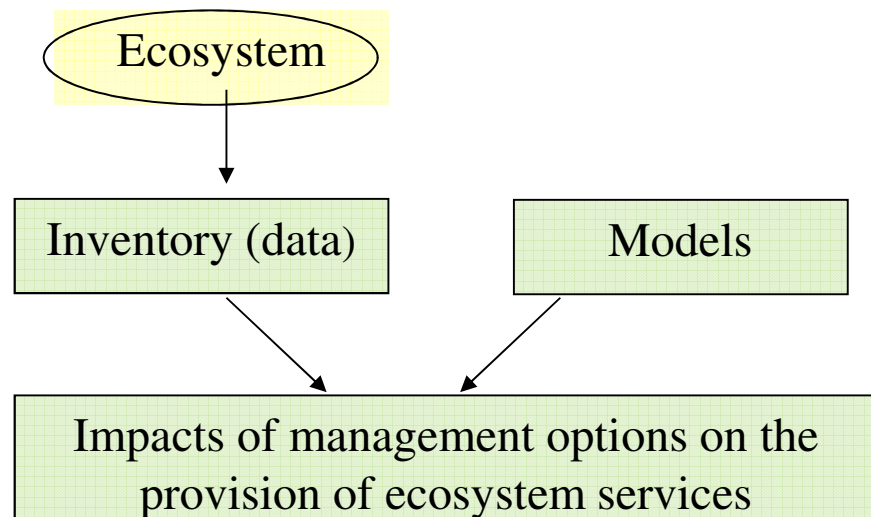 Ecosystem
Inventory (data)
Models
Impacts of management options on the
provision of ecosystem services